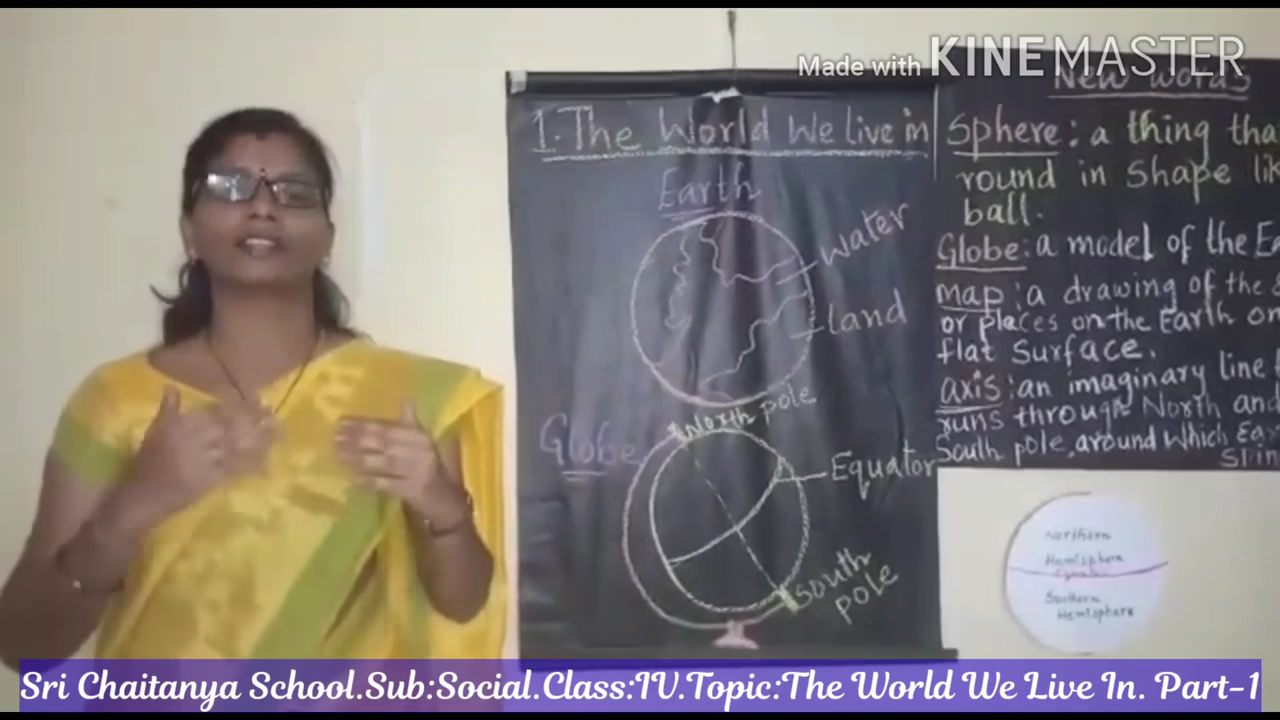 Made with KINEMASTER
1. The World We live in
Earth
Water
Land
North pole
Globe
Equator
South
pole
New words
Sphere: a thing tha
round in shape lik
ball.
Globe: a model of the Ea
map: a drawing of the
or places on the Earth on
flat surface.
axis: an imaginary line
runs through North and
South pole, around which Ear
Spin
Northern
Hemisphere
Equator
Southern
Hemisphere
Sri Chaitanya School.Sub:Social.Class:IV.Topic:The World We Live In. Part-1